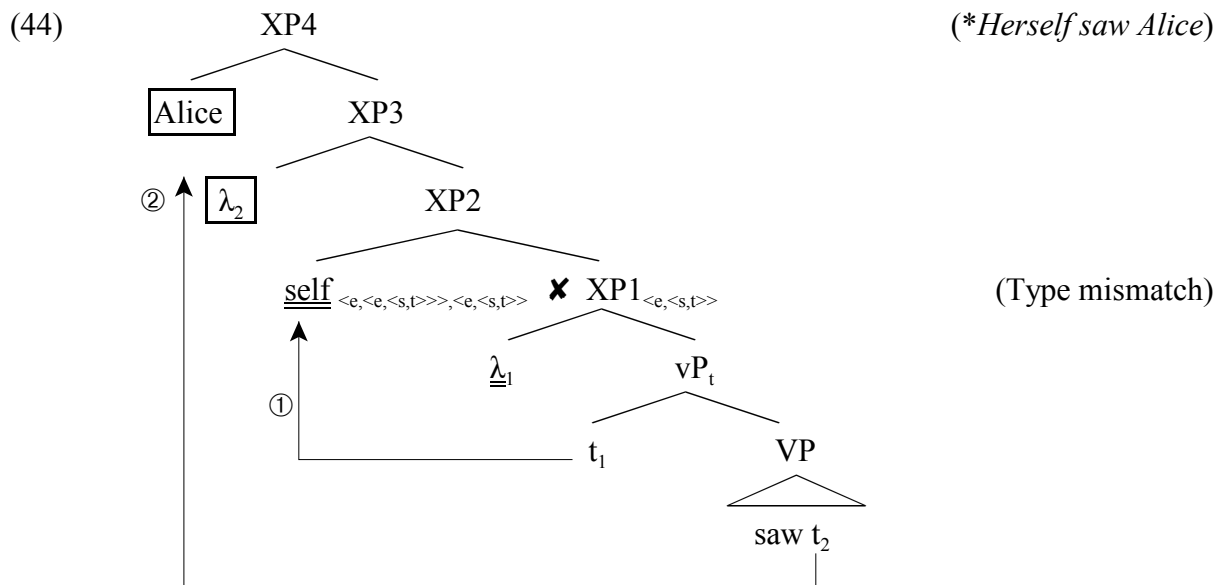 (44) XP4 (*Herself saw Alice)
Alice XP3
② λ₂ XP2
self <e,<e,<s,t>>>,<e,<s,t>> ✘ XP1<e,<s,t>> (Type mismatch)
λ₁ vPₜ
① t₁ VP
saw t₂